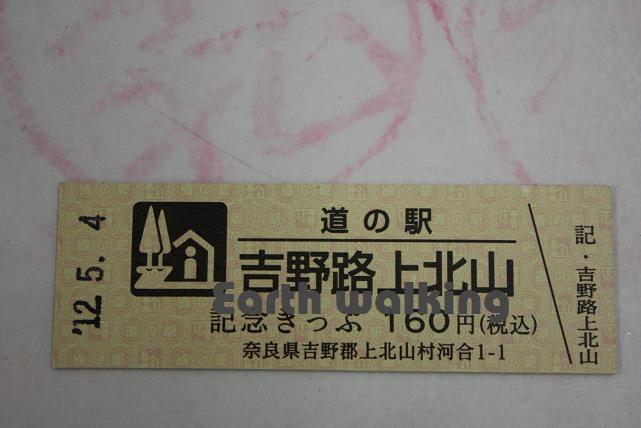 '12.5.4
道の駅
吉野路上北山
Earth walking
記念きっぷ 160円(税込)
奈良県吉野郡上北山村河合1-1
記・吉野路上北山